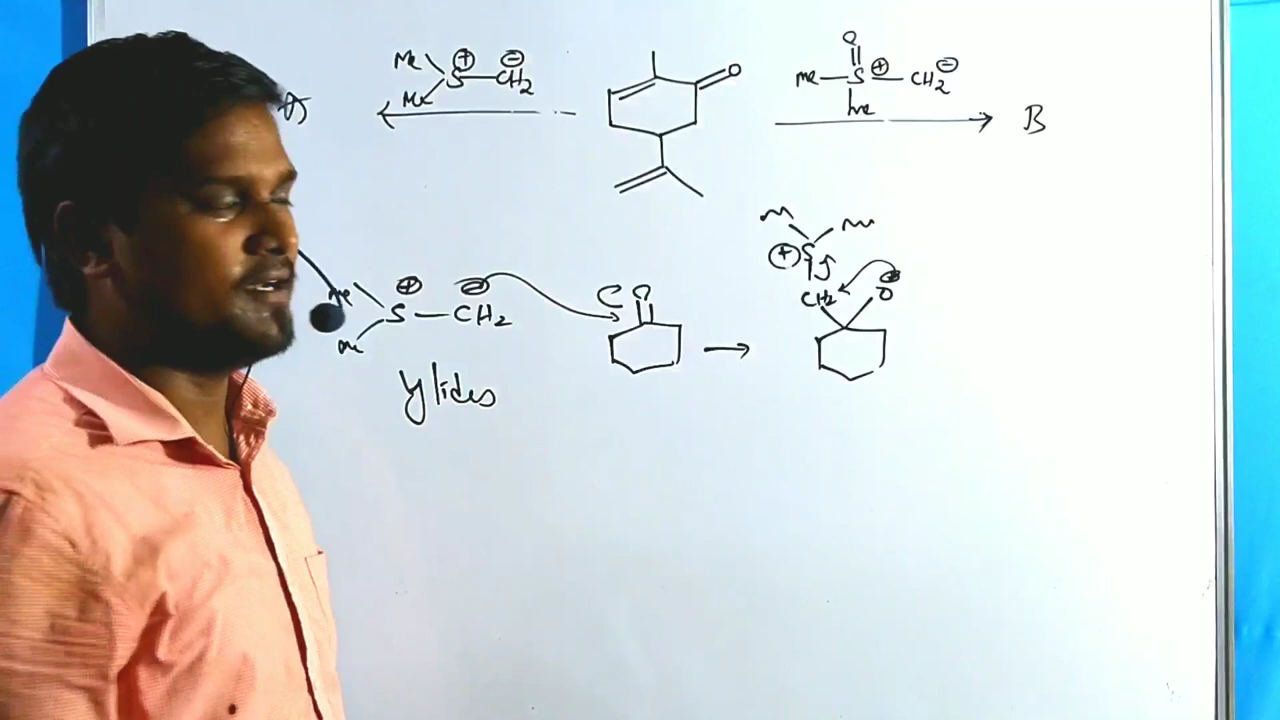 Me S⊕ — CH2⊖ O O
Me Me — S⊕ — CH2⊖
A Me B
Me S⊕ — CH2⊖ O ⊕S
Me CH2 O⊖
Ylides